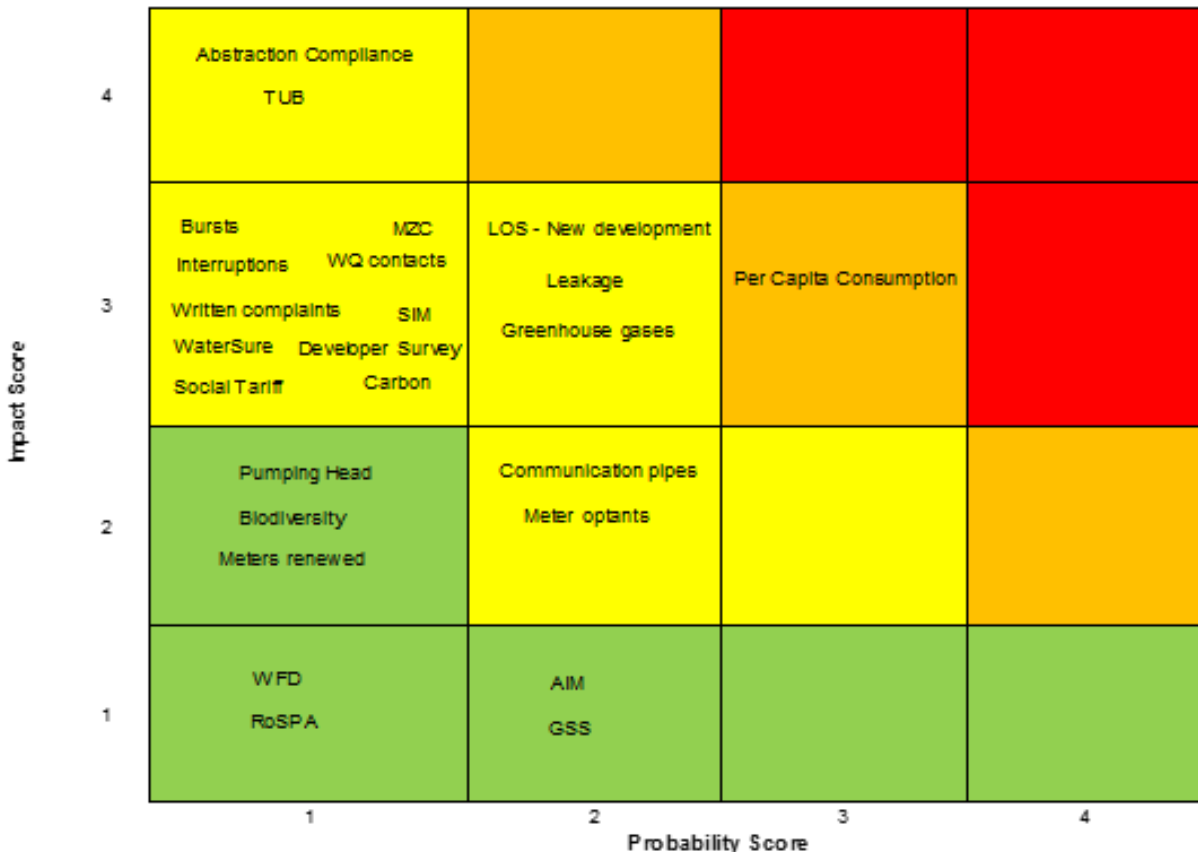 Impact Score
4
Abstraction Compliance
TUB
3
Bursts
MZC
Interruptions
WQ contacts
Written complaints
SIM
WaterSure
Developer Survey
Social Tariff
Carbon
LOS - New development
Leakage
Greenhouse gases
Per Capita Consumption
2
Pumping Head
Biodiversity
Meters renewed
Communication pipes
Meter optants
1
WFD
RoSPA
AIM
GSS
1
2
3
4
Probability Score